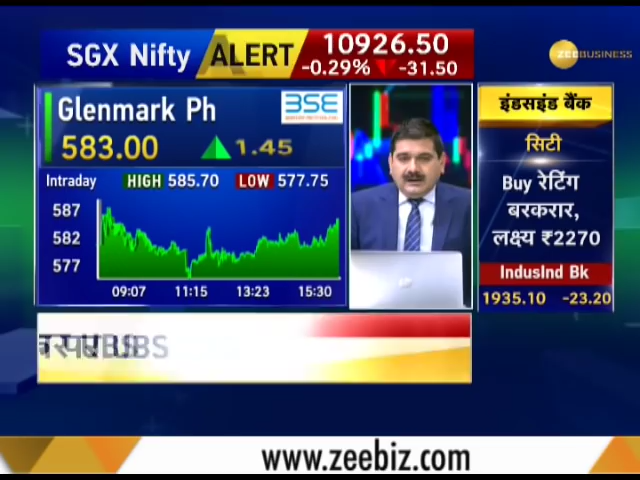 SGX Nifty
ALERT
10926.50
-0.29% -31.50
ZEEBUSINESS
Glenmark Ph
BSE
583.00 1.45
Intraday HIGH 585.70 LOW 577.75
587
582
577
09:07 11:15 13:23 15:30
इंडसइंड बैंक
सिटी
Buy रेटिंग
बरकरार,
लक्ष्य ₹2270
IndusInd Bk
1935.10 -23.20
www.zeebiz.com